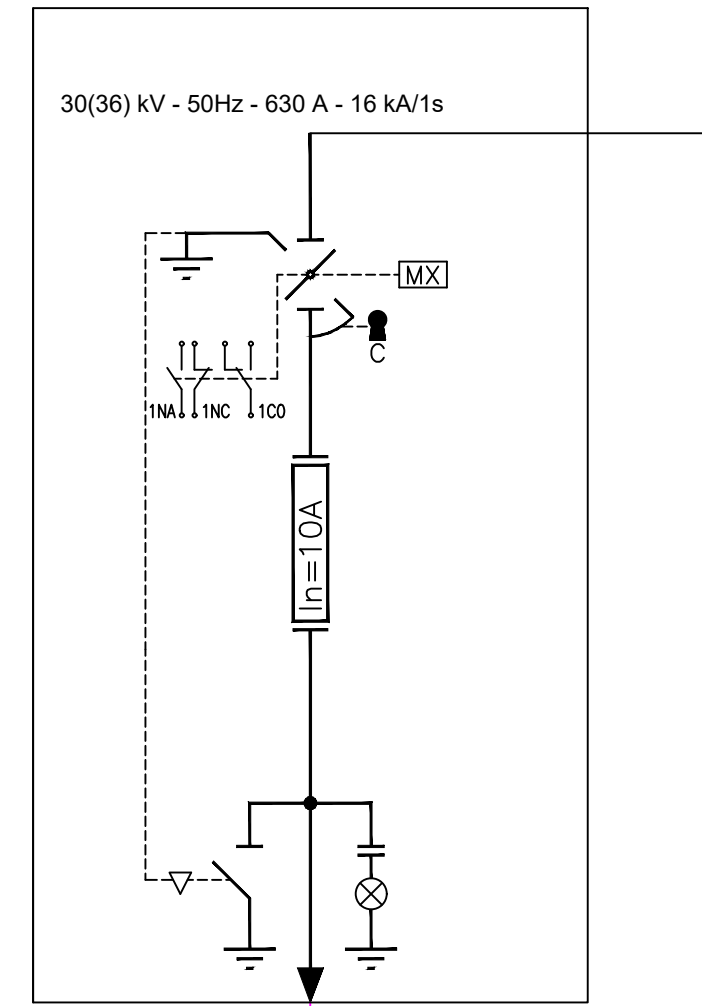 30(36) kV - 50Hz - 630 A - 16 kA/1s
MX
C
1NA 1NC 1CO
In=10A